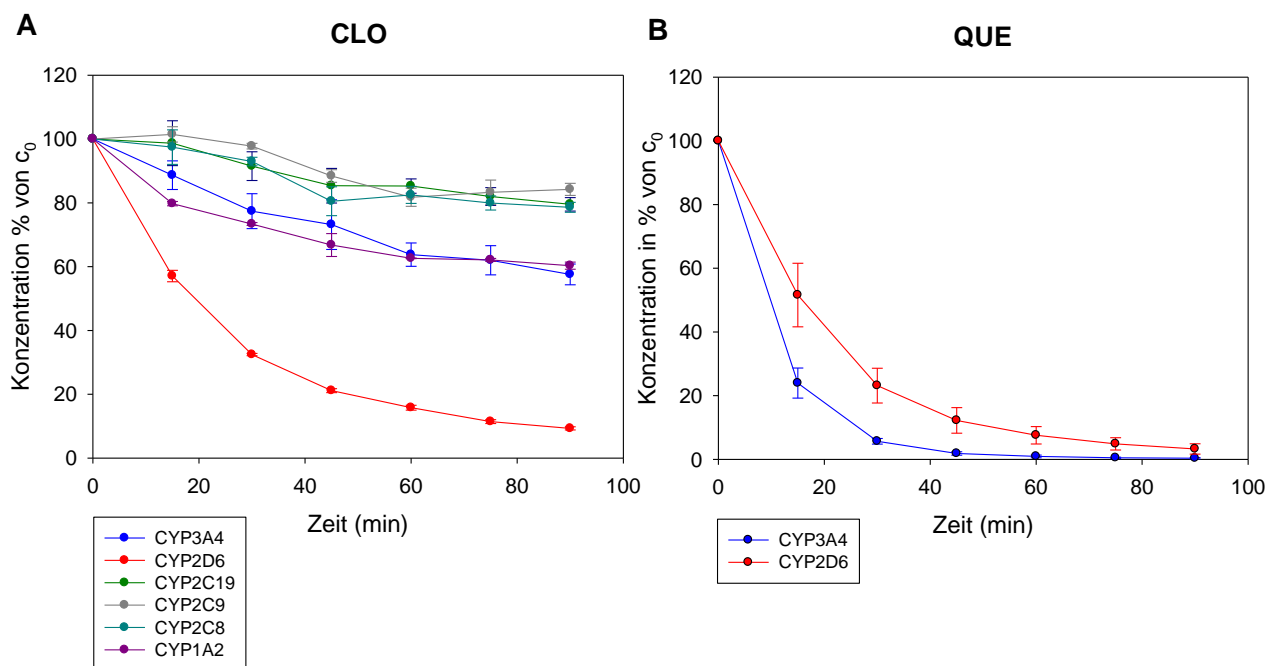 A
CLO
Konzentration % von c0
120
100
80
60
40
20
0
0 20 40 60 80 100
Zeit (min)
CYP3A4
CYP2D6
CYP2C19
CYP2C9
CYP2C8
CYP1A2
B
QUE
Konzentration in % von c0
120
100
80
60
40
20
0
0 20 40 60 80 100
Zeit (min)
CYP3A4
CYP2D6